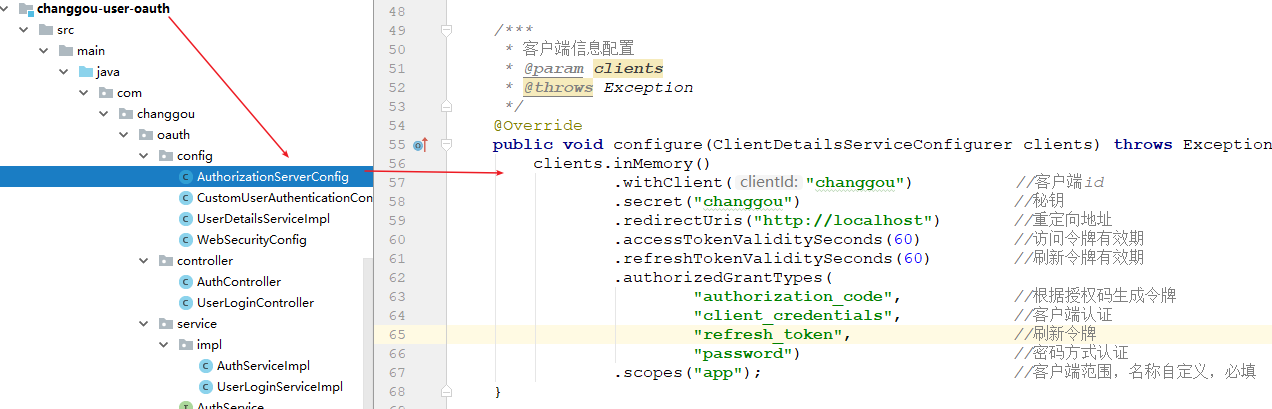 changgou-user-oauth
src
main
java
com
changgou
oauth
config
AuthorizationServerConfig
CustomUserAuthenticationCon
UserDetailsServiceImpl
WebSecurityConfig
controller
AuthController
UserLoginController
service
impl
AuthServiceImpl
UserLoginServiceImpl
AuthService
48
49 /***
50 * 客户端信息配置
51 * @param clients
52 * @throws Exception
53 */
54 @Override
55 public void configure(ClientDetailsServiceConfigurer clients) throws Exception
56 clients.inMemory()
57 .withClient( clientId: "changgou") //客户端id
58 .secret("changgou") //秘钥
59 .redirectUris("http://localhost") //重定向地址
60 .accessTokenValiditySeconds(60) //访问令牌有效期
61 .refreshTokenValiditySeconds(60) //刷新令牌有效期
62 .authorizedGrantTypes(
63 "authorization_code", //根据授权码生成令牌
64 "client_credentials", //客户端认证
65 "refresh_token", //刷新令牌
66 "password") //密码方式认证
67 .scopes("app"); //客户端范围，名称自定义，必填
68 }